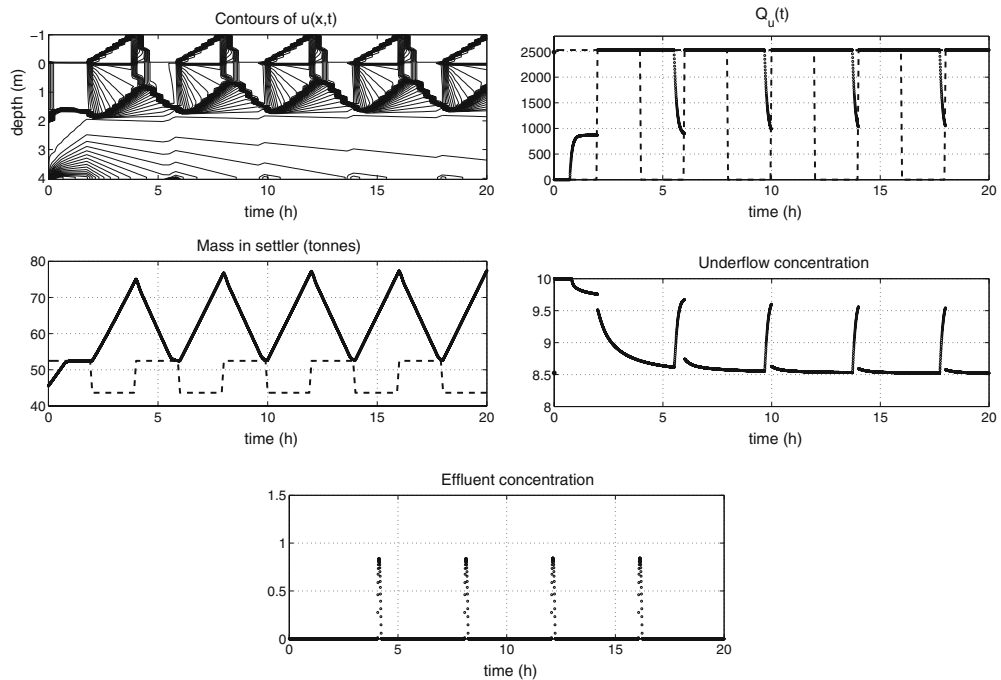 Contours of u(x,t)
−1
0
1
2
3
4
depth (m)
0 5 10 15 20
time (h)
Q_u(t)
2500
2000
1500
1000
500
0
0 5 10 15 20
time (h)
Mass in settler (tonnes)
80
70
60
50
40
0 5 10 15 20
time (h)
Underflow concentration
10
9.5
9
8.5
8
0 5 10 15 20
time (h)
Effluent concentration
1.5
1
0.5
0
0 5 10 15 20
time (h)